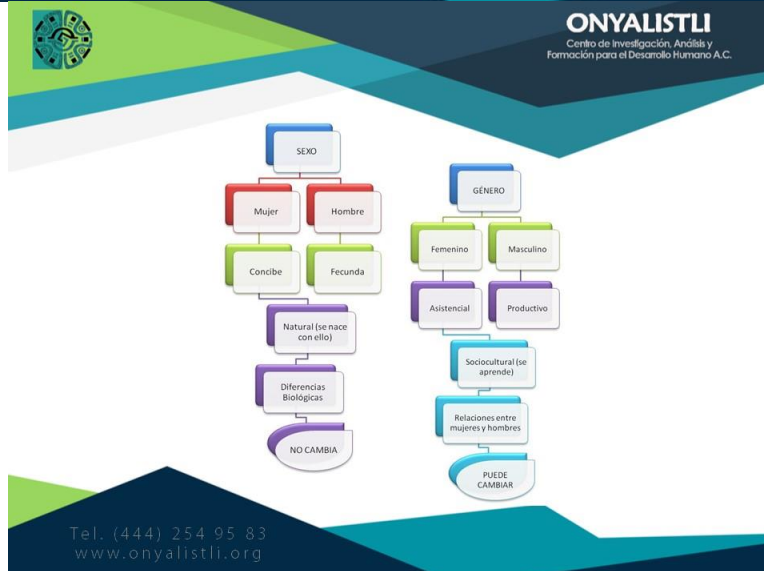 ONYALISTLI
Centro de Investigación, Análisis y
Formación para el Desarrollo Humano A.C.
SEXO
Mujer
Hombre
Concibe
Fecunda
Natural (se nace
con ello)
Diferencias
Biológicas
NO CAMBIA
GÉNERO
Femenino
Masculino
Asistencial
Productivo
Sociocultural (se
aprende)
Relaciones entre
mujeres y hombres
PUEDE
CAMBIAR
Tel. (444) 254 95 83
www.onyalistli.org